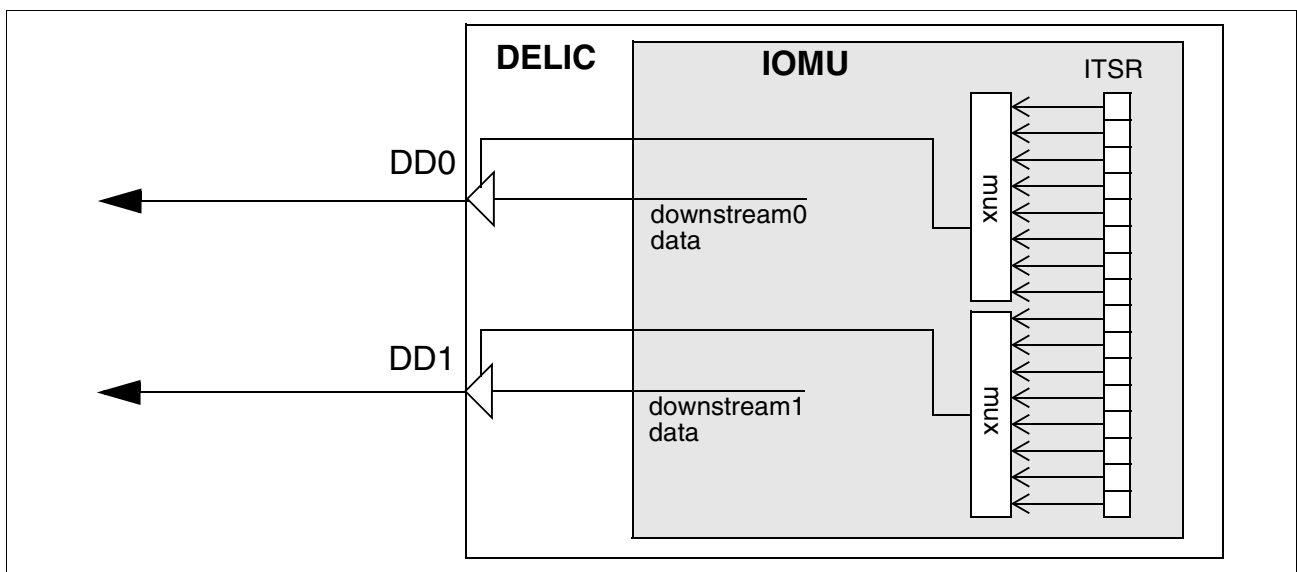 DELIC
IOMU
ITSR
DD0
mux
downstream0
data
DD1
mux
downstream1
data